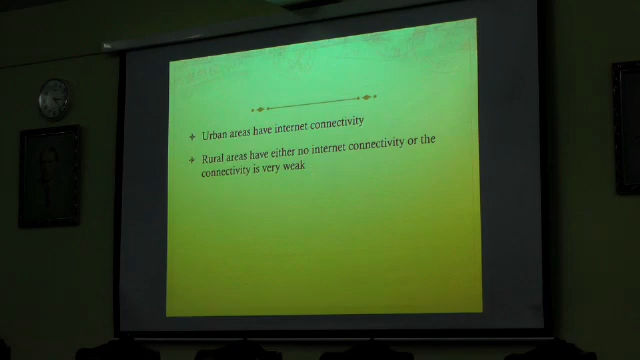 Urban areas have internet connectivity
Rural areas have either no internet connectivity or the
connectivity is very weak